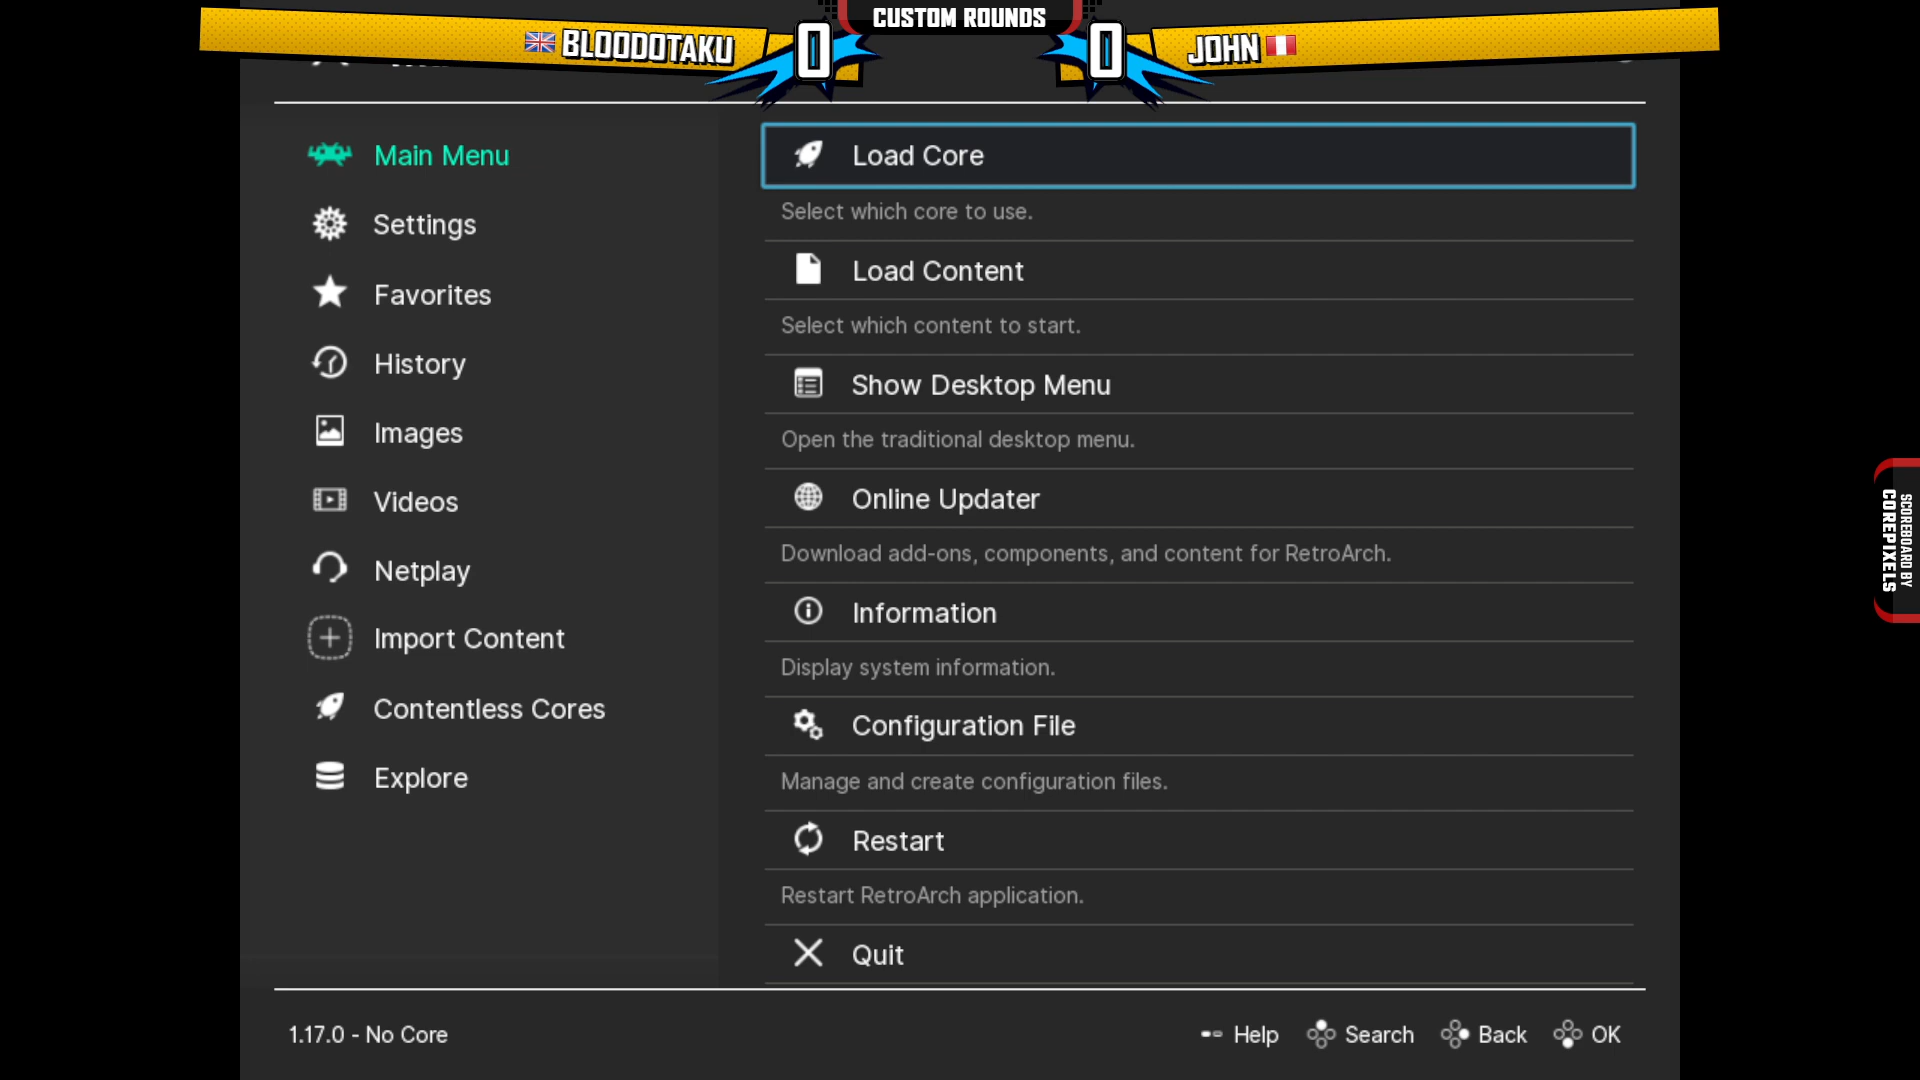 CUSTOM ROUNDS
BLOODOTAKU 0
0 JOHN
Main Menu
Settings
Favorites
History
Images
Videos
Netplay
Import Content
Contentless Cores
Explore
Load Core
Select which core to use.
Load Content
Select which content to start.
Show Desktop Menu
Open the traditional desktop menu.
Online Updater
Download add-ons, components, and content for RetroArch.
Information
Display system information.
Configuration File
Manage and create configuration files.
Restart
Restart RetroArch application.
Quit
SCOREBOARD BY
COREPIXELS
1.17.0 - No Core
Help Search Back OK